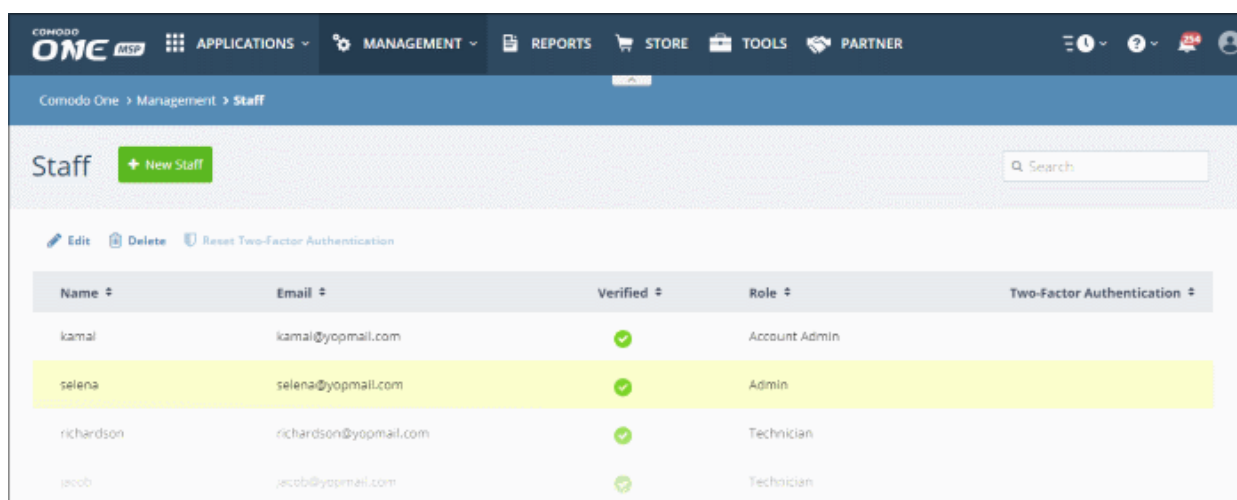 COMODO
ONE MSP APPLICATIONS MANAGEMENT REPORTS STORE TOOLS PARTNER 254
Comodo One > Management > Staff
Staff + New Staff Search
Edit Delete Reset Two-Factor Authentication
Name Email Verified Role Two-Factor Authentication
kamal kamal@yopmail.com Account Admin
selena selena@yopmail.com Admin
richardson richardson@yopmail.com Technician
jacob jacob@yopmail.com Technician